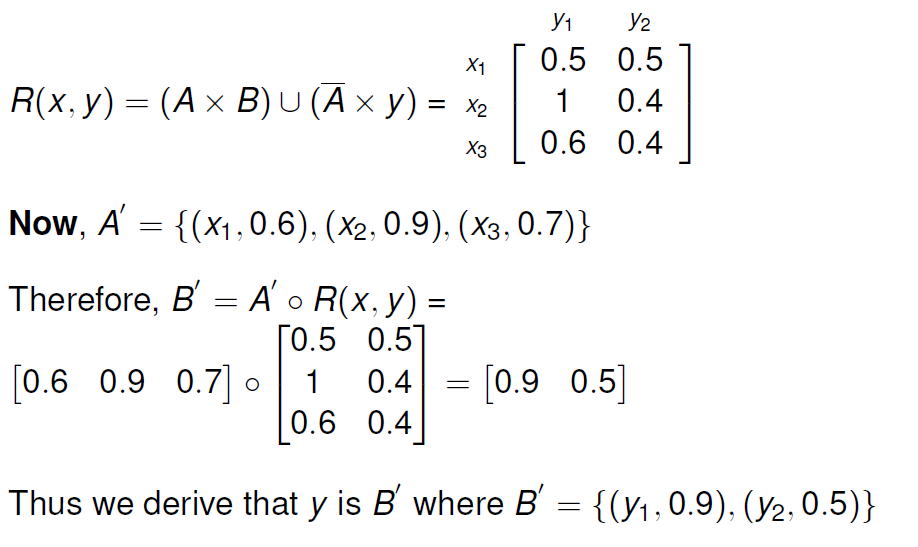 y₁ y₂
R(x, y) = (A × B) ∪ (A̅ × y) = x₁ [ 0.5 0.5
x₂ 1 0.4
x₃ 0.6 0.4 ]
Now, A′ = {(x₁, 0.6), (x₂, 0.9), (x₃, 0.7)}
Therefore, B′ = A′ ∘ R(x, y) =
[0.6 0.9 0.7] ∘ [0.5 0.5
1 0.4
0.6 0.4] = [0.9 0.5]
Thus we derive that y is B′ where B′ = {(y₁, 0.9), (y₂, 0.5)}